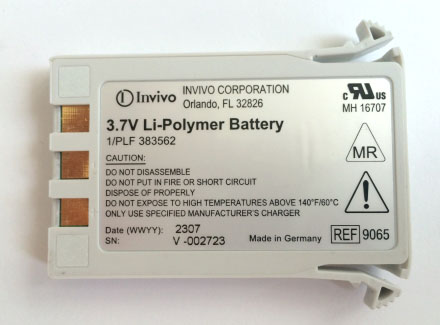 Invivo
INVIVO CORPORATION
Orlando, FL 32826
c RU US
MH 16707
3.7V Li-Polymer Battery
1/PLF 383562
MR
CAUTION:
DO NOT DISASSEMBLE
DO NOT PUT IN FIRE OR SHORT CIRCUIT
DISPOSE OF PROPERLY
DO NOT EXPOSE TO HIGH TEMPERATURES ABOVE 140°F/60°C
ONLY USE SPECIFIED MANUFACTURER'S CHARGER
Date (WWYY): 2307
SN: V -002723
Made in Germany
REF 9065